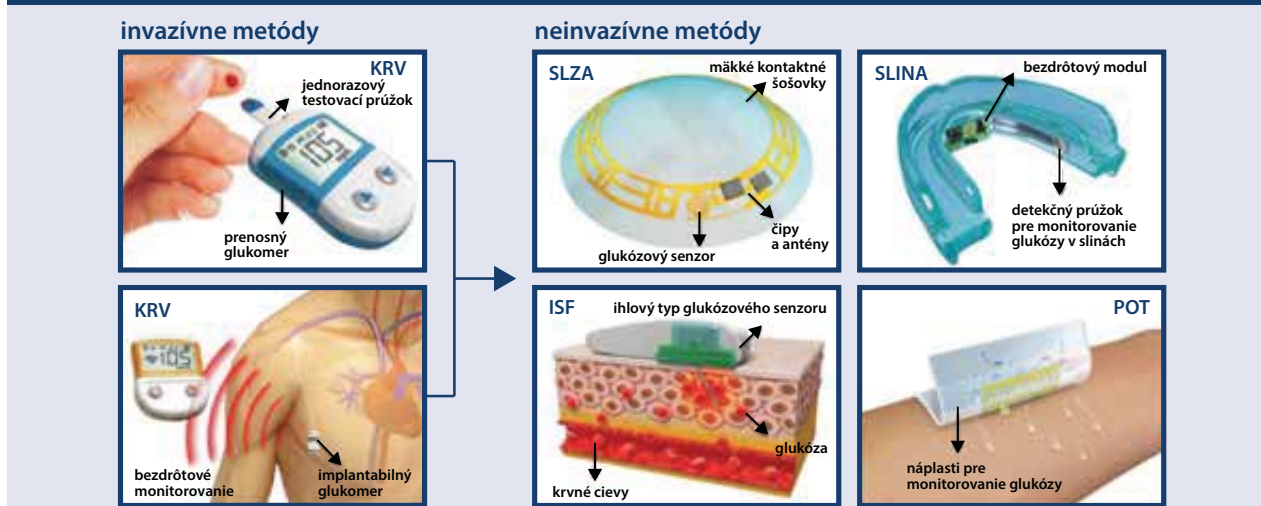 invazívne metódy
KRV
jednorazový
testovací prúžok
105
prenosný
glukomer
KRV
105
bezdrôtové
monitorovanie
implantabilný
glukomer
neinvazívne metódy
SLZA
mäkké kontaktné
šošovky
čipy
a antény
glukózový senzor
SLINA
bezdrôtový modul
detekčný prúžok
pre monitorovanie
glukózy v slinách
ISF
ihlový typ glukózového senzoru
glukóza
krvné cievy
POT
náplasti pre
monitorovanie glukózy